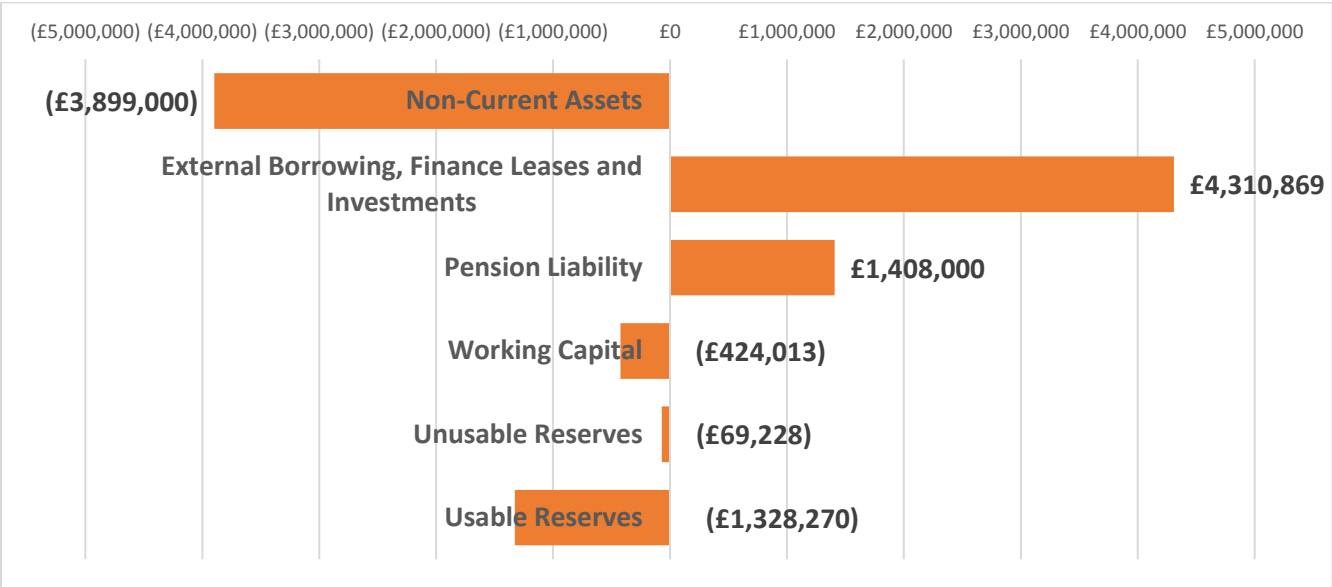 (£5,000,000) (£4,000,000) (£3,000,000) (£2,000,000) (£1,000,000) £0 £1,000,000 £2,000,000 £3,000,000 £4,000,000 £5,000,000
(£3,899,000) Non-Current Assets
External Borrowing, Finance Leases and
Investments
£4,310,869
Pension Liability £1,408,000
Working Capital (£424,013)
Unusable Reserves (£69,228)
Usable Reserves (£1,328,270)